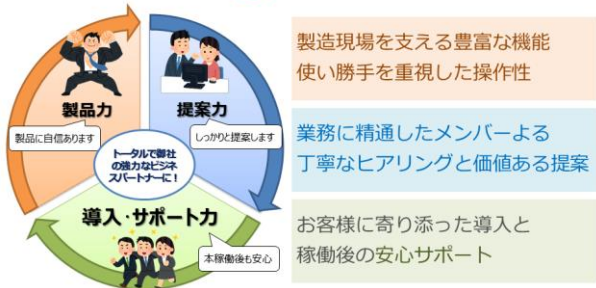 製品力
製品に自信あります
提案力
しっかりと提案します
トータルで御社
の強力なビジネ
スパートナーに！
導入・サポート力
本稼働後も安心
製造現場を支える豊富な機能
使い勝手を重視した操作性
業務に精通したメンバーよる
丁寧なヒアリングと価値ある提案
お客様に寄り添った導入と
稼働後の安心サポート